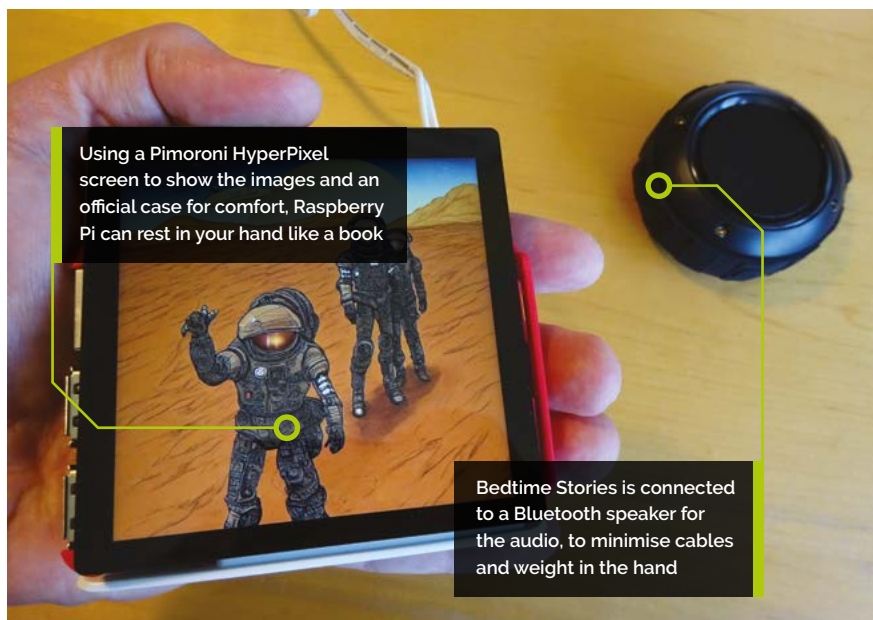 Using a Pimoroni HyperPixel
screen to show the images and an
official case for comfort, Raspberry
Pi can rest in your hand like a book
Bedtime Stories is connected
to a Bluetooth speaker for
the audio, to minimise cables
and weight in the hand